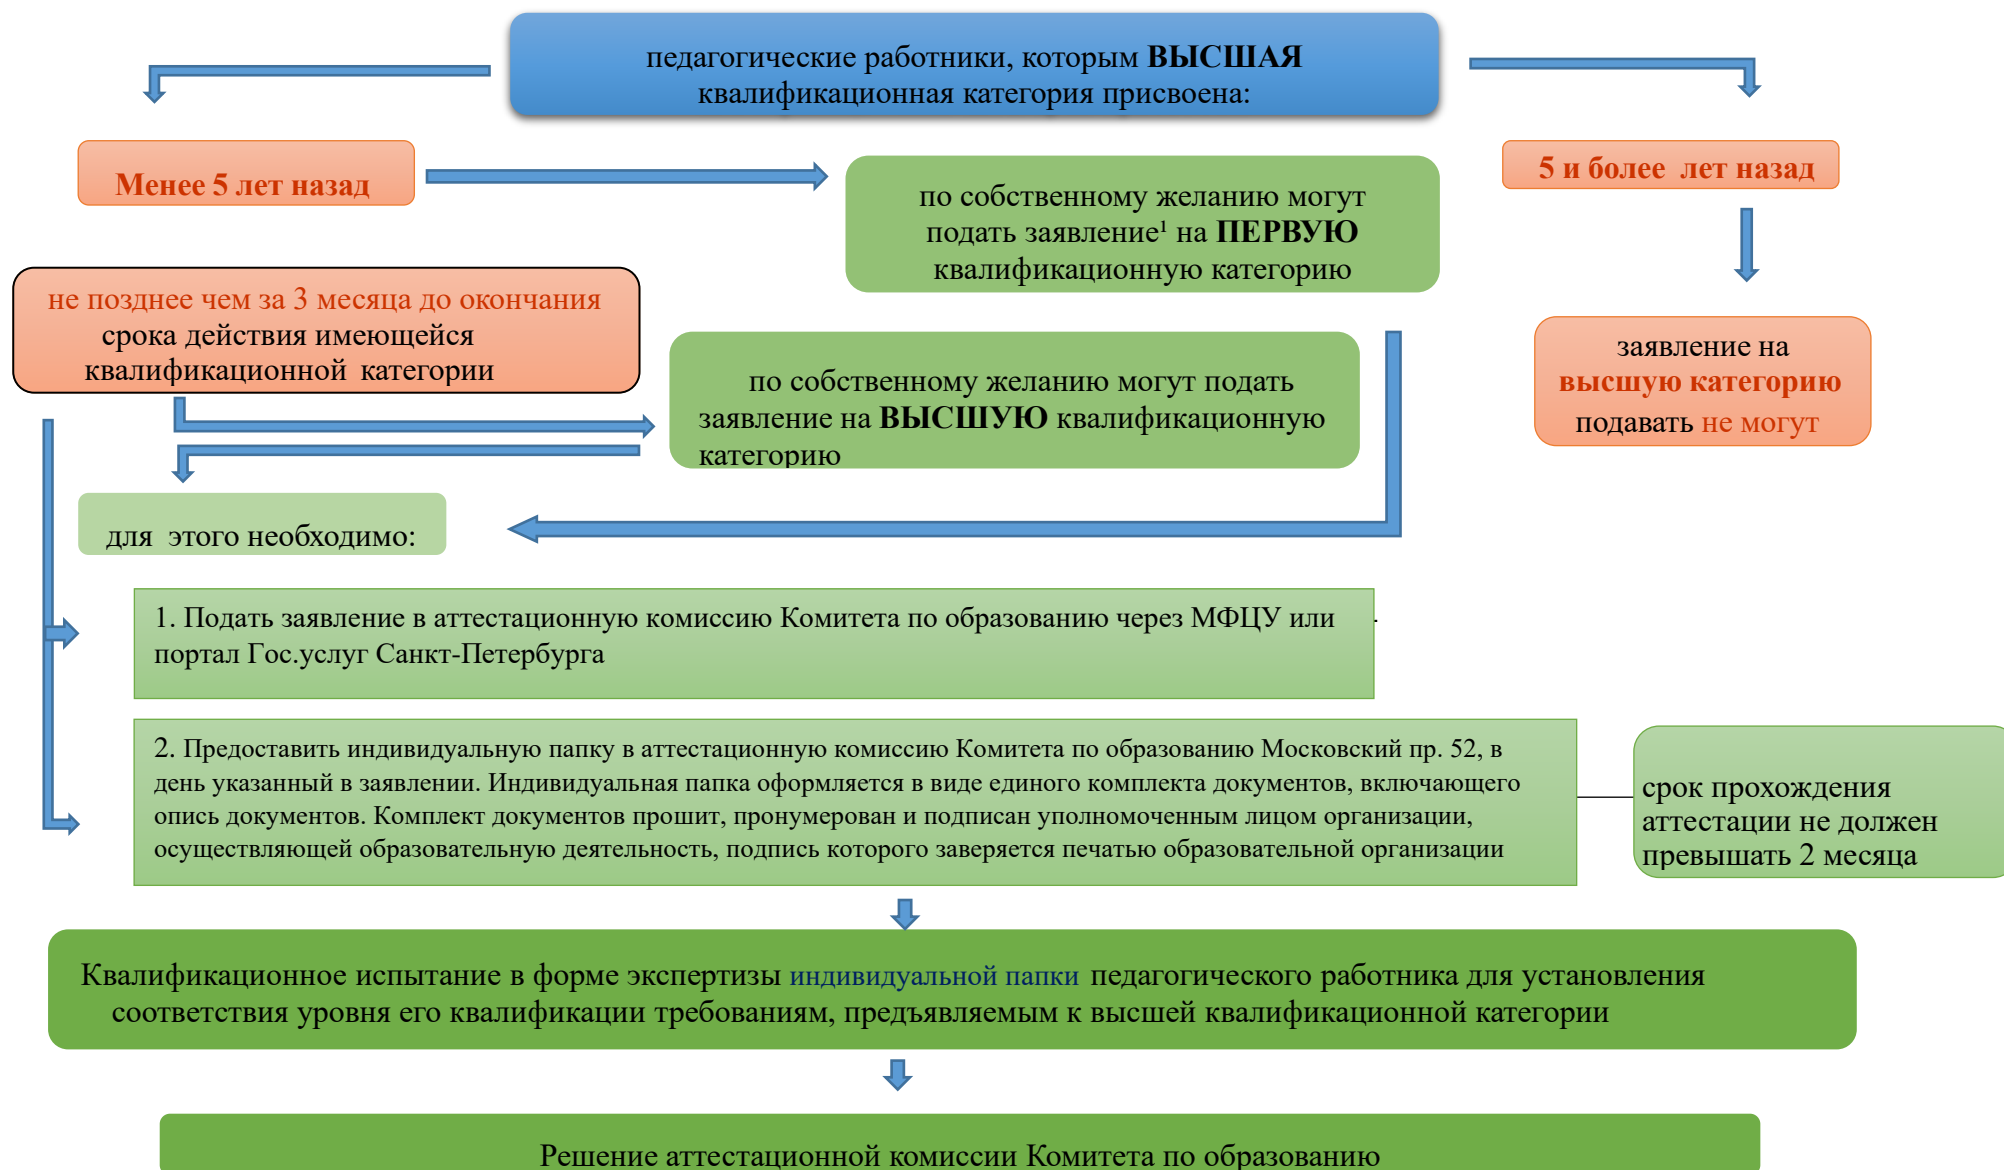 педагогические работники, которым ВЫСШАЯ
квалификационная категория присвоена:
Менее 5 лет назад
5 и более лет назад
по собственному желанию могут
подать заявление¹ на ПЕРВУЮ
квалификационную категорию
не позднее чем за 3 месяца до окончания
срока действия имеющейся
квалификационной категории
заявление на
высшую категорию
подавать не могут
по собственному желанию могут подать
заявление на ВЫСШУЮ квалификационную
категорию
для этого необходимо:
1. Подать заявление в аттестационную комиссию Комитета по образованию через МФЦУ или
портал Гос.услуг Санкт-Петербурга
2. Предоставить индивидуальную папку в аттестационную комиссию Комитета по образованию Московский пр. 52, в
день указанный в заявлении. Индивидуальная папка оформляется в виде единого комплекта документов, включающего
опись документов. Комплект документов прошит, пронумерован и подписан уполномоченным лицом организации,
осуществляющей образовательную деятельность, подпись которого заверяется печатью образовательной организации
срок прохождения
аттестации не должен
превышать 2 месяца
Квалификационное испытание в форме экспертизы индивидуальной папки педагогического работника для установления
соответствия уровня его квалификации требованиям, предъявляемым к высшей квалификационной категории
Решение аттестационной комиссии Комитета по образованию